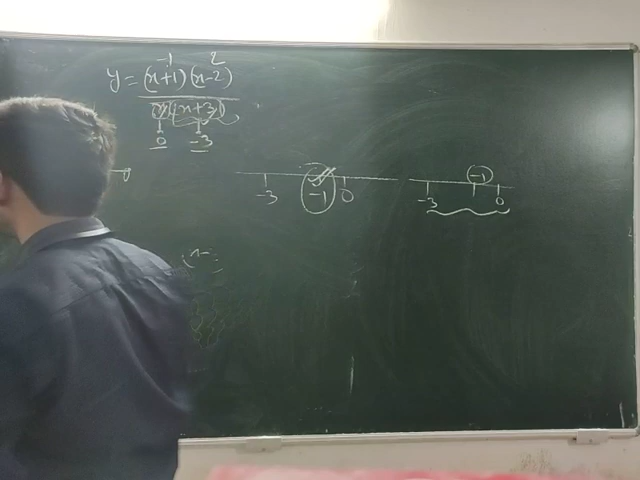 -1 2
y = (x+1)(x-2)
(x)(x+3)
0 -3
-3 -1 0 -1
-3 0